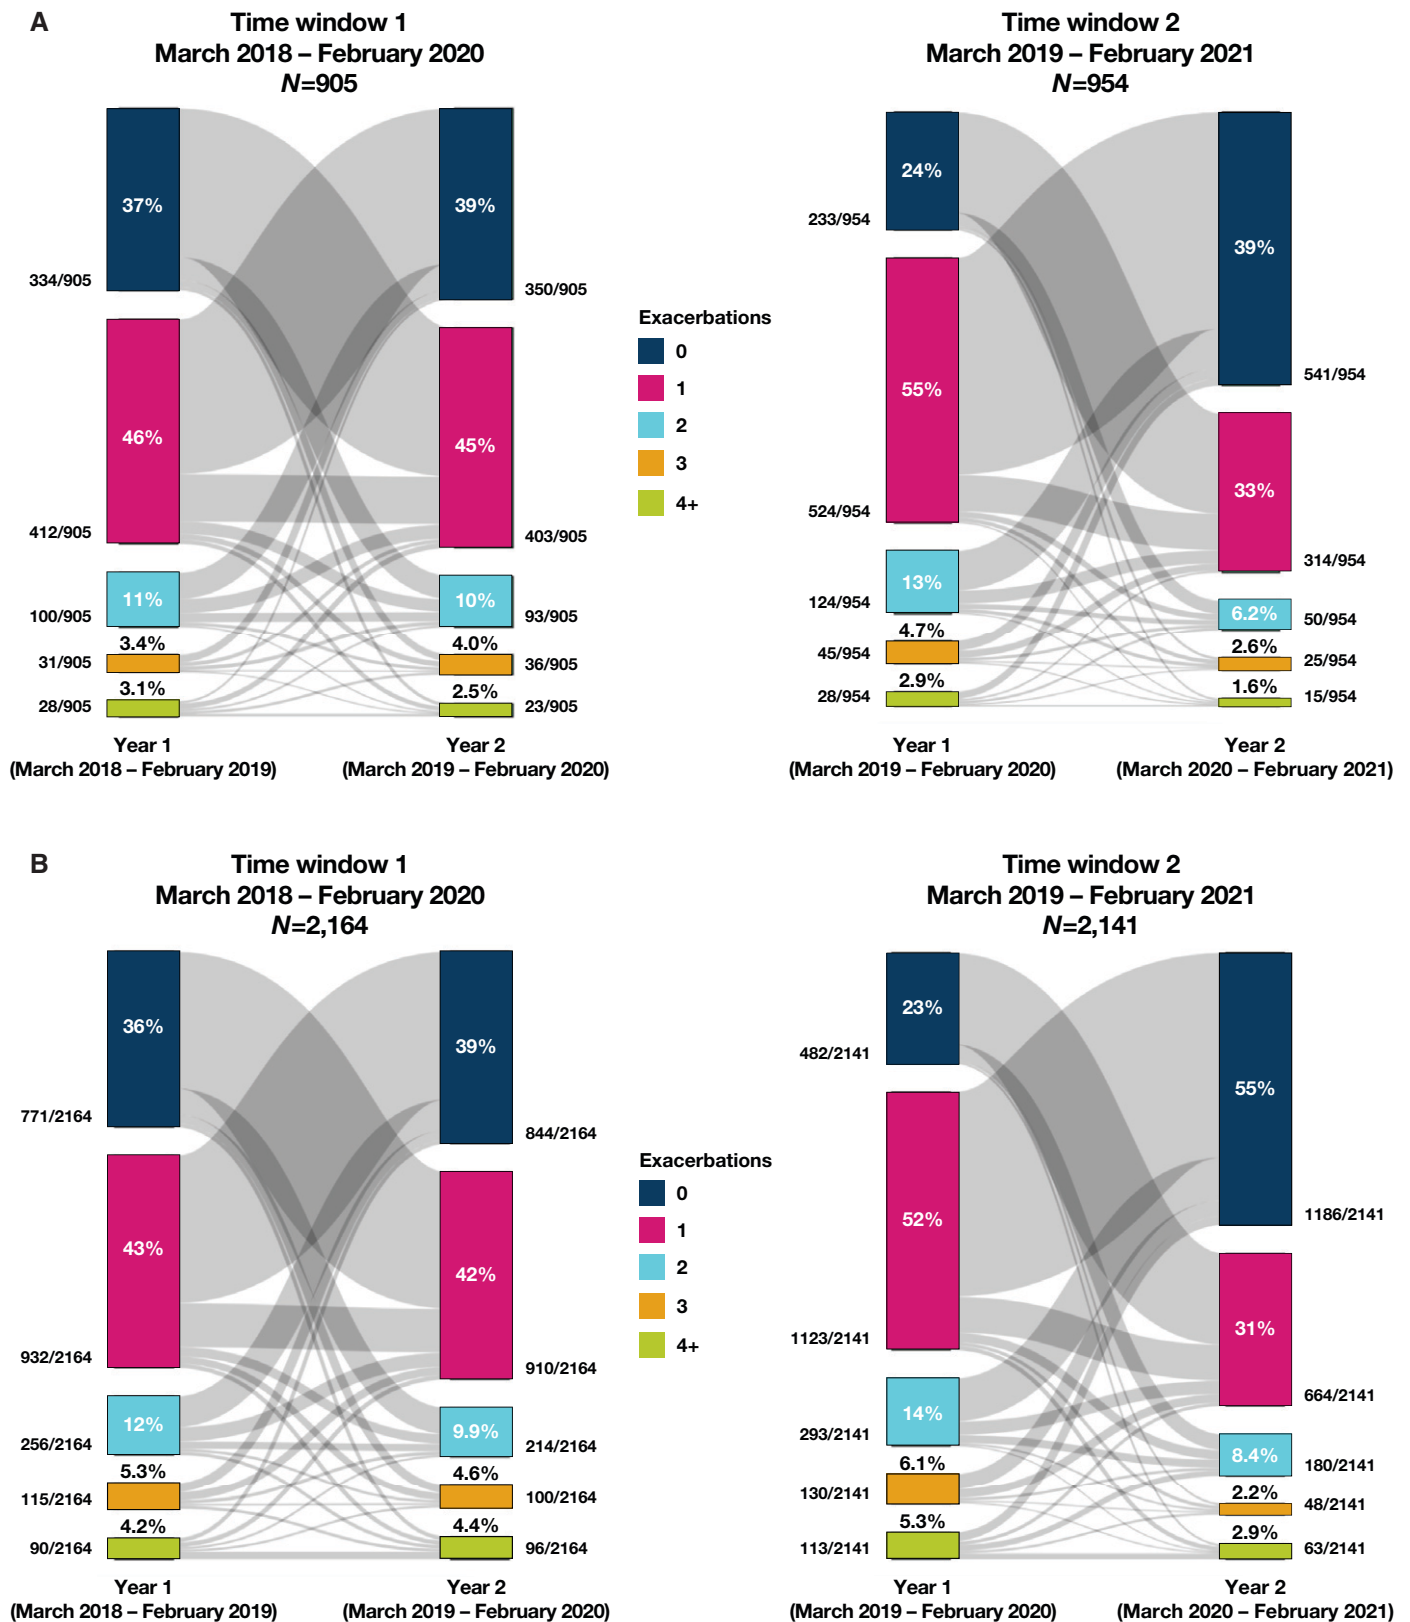 A
Time window 1
March 2018 – February 2020
N=905
37%
334/905
46%
412/905
11%
100/905
3.4%
31/905
3.1%
28/905
39%
350/905
45%
403/905
10%
93/905
4.0%
36/905
2.5%
23/905
Year 1
(March 2018 – February 2019)
Year 2
(March 2019 – February 2020)
Exacerbations
0
1
2
3
4+
Time window 2
March 2019 – February 2021
N=954
24%
233/954
55%
524/954
13%
124/954
4.7%
45/954
2.9%
28/954
39%
541/954
33%
314/954
6.2%
50/954
2.6%
25/954
1.6%
15/954
Year 1
(March 2019 – February 2020)
Year 2
(March 2020 – February 2021)
B
Time window 1
March 2018 – February 2020
N=2,164
36%
771/2164
43%
932/2164
12%
256/2164
5.3%
115/2164
4.2%
90/2164
39%
844/2164
42%
910/2164
9.9%
214/2164
4.6%
100/2164
4.4%
96/2164
Year 1
(March 2018 – February 2019)
Year 2
(March 2019 – February 2020)
Exacerbations
0
1
2
3
4+
Time window 2
March 2019 – February 2021
N=2,141
23%
482/2141
52%
1123/2141
14%
293/2141
6.1%
130/2141
5.3%
113/2141
55%
1186/2141
31%
664/2141
8.4%
180/2141
2.2%
48/2141
2.9%
63/2141
Year 1
(March 2019 – February 2020)
Year 2
(March 2020 – February 2021)